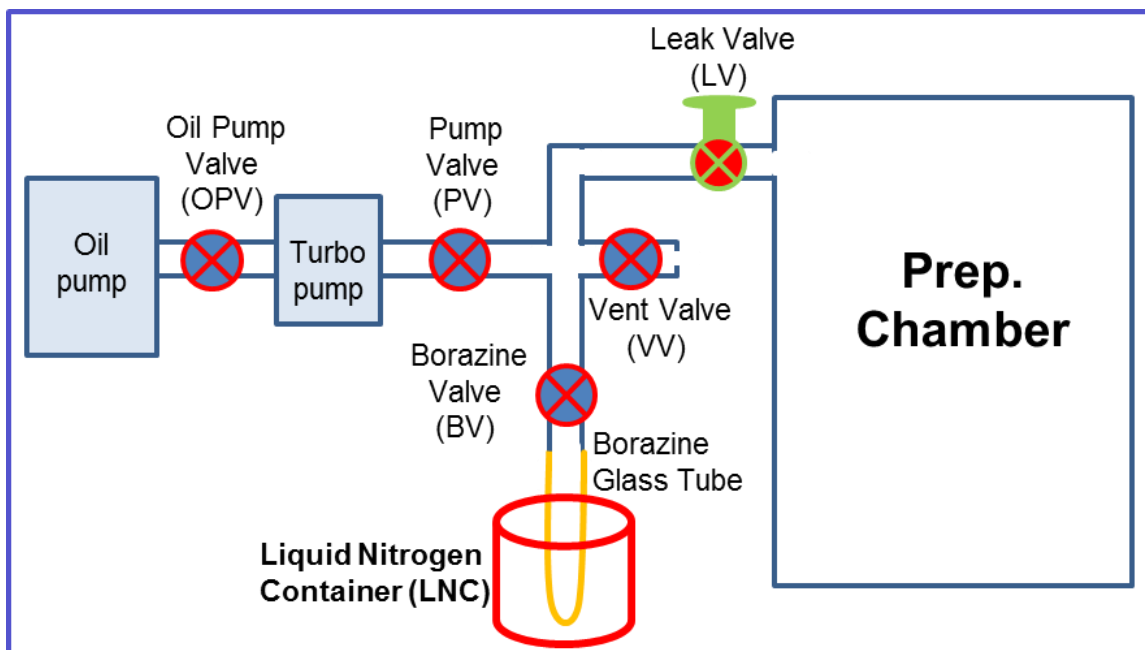 Leak Valve
(LV)
Oil Pump
Valve
(OPV)
Pump
Valve
(PV)
Oil
pump
Turbo
pump
Prep.
Chamber
Vent Valve
(VV)
Borazine
Valve
(BV)
Borazine
Glass Tube
Liquid Nitrogen
Container (LNC)